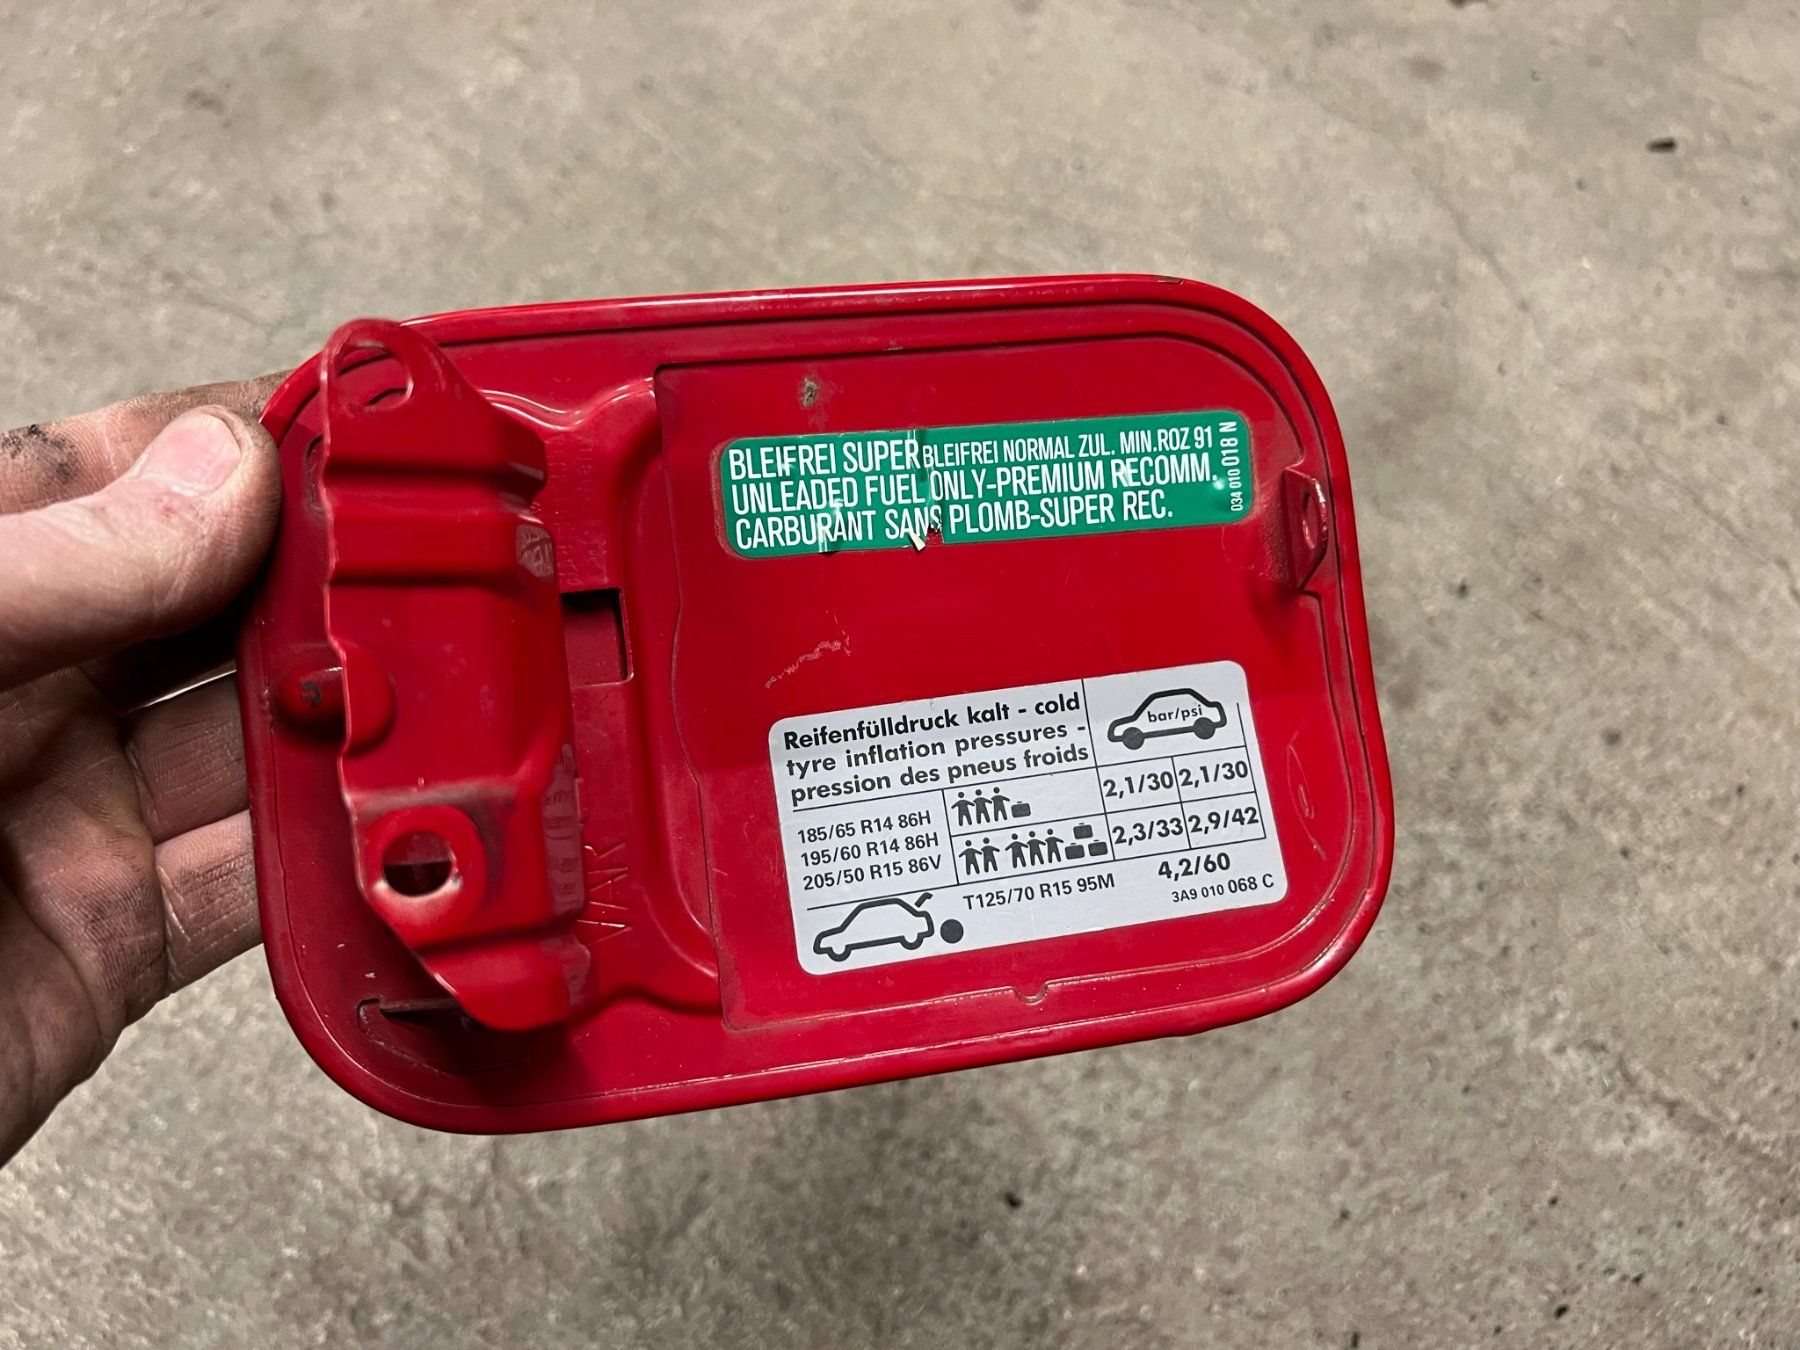 BLEIFREI SUPER BLEIFREI NORMAL ZUL. MIN.ROZ 91
UNLEADED FUEL ONLY-PREMIUM RECOMM.
CARBURANT SANS PLOMB-SUPER REC.
034 010 018 N
Reifenfülldruck kalt - cold
tyre inflation pressures -
pression des pneus froids
bar/psi
185/65 R14 86H
195/60 R14 86H
205/50 R15 86V
2,1/30 2,1/30
2,3/33 2,9/42
T125/70 R15 95M 4,2/60
3A9 010 068 C